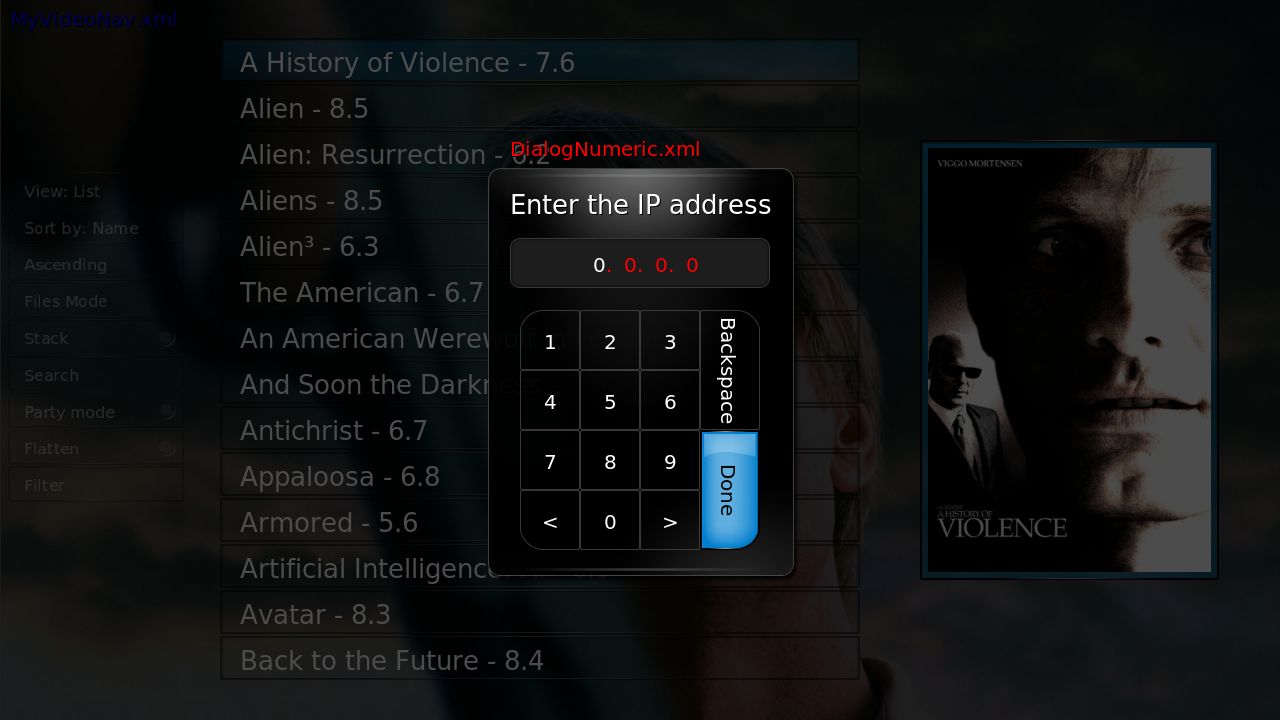 MyVideoNav.xml
A History of Violence - 7.6
Alien - 8.5
Alien: Resurrection - 6.2
Aliens - 8.5
Alien³ - 6.3
The American - 6.7
An American Werewolf in
And Soon the Darkness -
Antichrist - 6.7
Appaloosa - 6.8
Armored - 5.6
Artificial Intelligence:
Avatar - 8.3
Back to the Future - 8.4
View: List
Sort by: Name
Ascending
Files Mode
Stack
Search
Party mode
Flatten
Filter
DialogNumeric.xml
Enter the IP address
0. 0. 0. 0
1 2 3 Backspace
4 5 6
7 8 9 Done
< 0 >
VIGGO MORTENSEN
A HISTORY OF
VIOLENCE